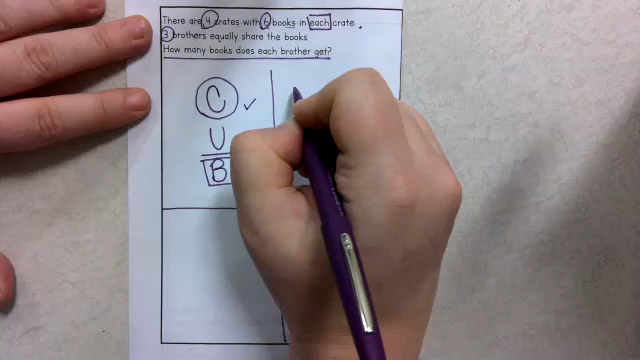 There are 4 crates with 6 books in each crate.
3 brothers equally share the books
How many books does each brother get?
C ✓
U
B